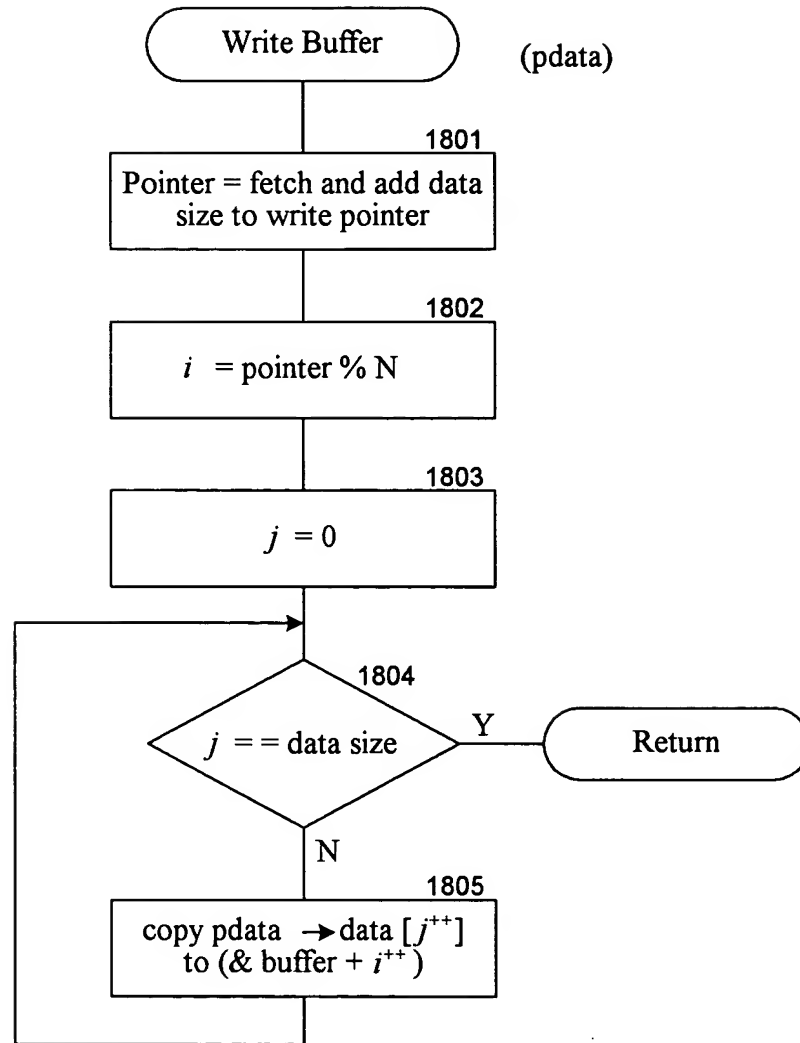 Write Buffer
(pdata)
1801
Pointer = fetch and add data
size to write pointer
1802
i = pointer % N
1803
j = 0
1804
j = = data size
Y
Return
N
1805
copy pdata → data [j++]
to (& buffer + i++)